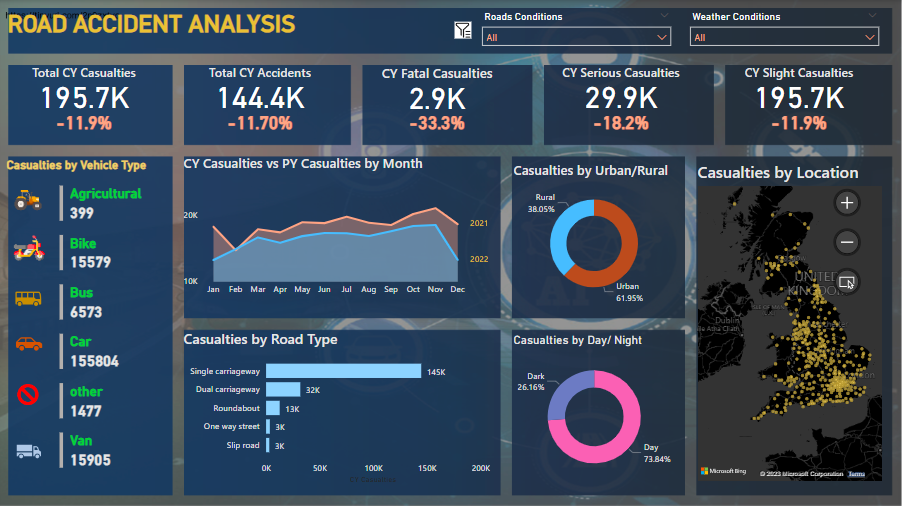 ROAD ACCIDENT ANALYSIS
Roads Conditions
All
Weather Conditions
All
Total CY Casualties
195.7K
-11.9%
Total CY Accidents
144.4K
-11.70%
CY Fatal Casualties
2.9K
-33.3%
CY Serious Casualties
29.9K
-18.2%
CY Slight Casualties
195.7K
-11.9%
Casualties by Vehicle Type
Agricultural
399
Bike
15579
Bus
6573
Car
155804
other
1477
Van
15905
CY Casualties vs PY Casualties by Month
20K
10K
2021
2022
Jan Feb Mar Apr May Jun Jul Aug Sep Oct Nov Dec
Casualties by Road Type
Single carriageway 145K
Dual carriageway 32K
Roundabout 13K
One way street 3K
Slip road 3K
0K 50K 100K 150K 200K
Casualties by Urban/Rural
Rural
38.05%
Urban
61.95%
Casualties by Day/ Night
Dark
26.16%
Day
73.84%
Casualties by Location
UNITED
Dublin
Microsoft Bing
© 2023 Microsoft Corporation Terms